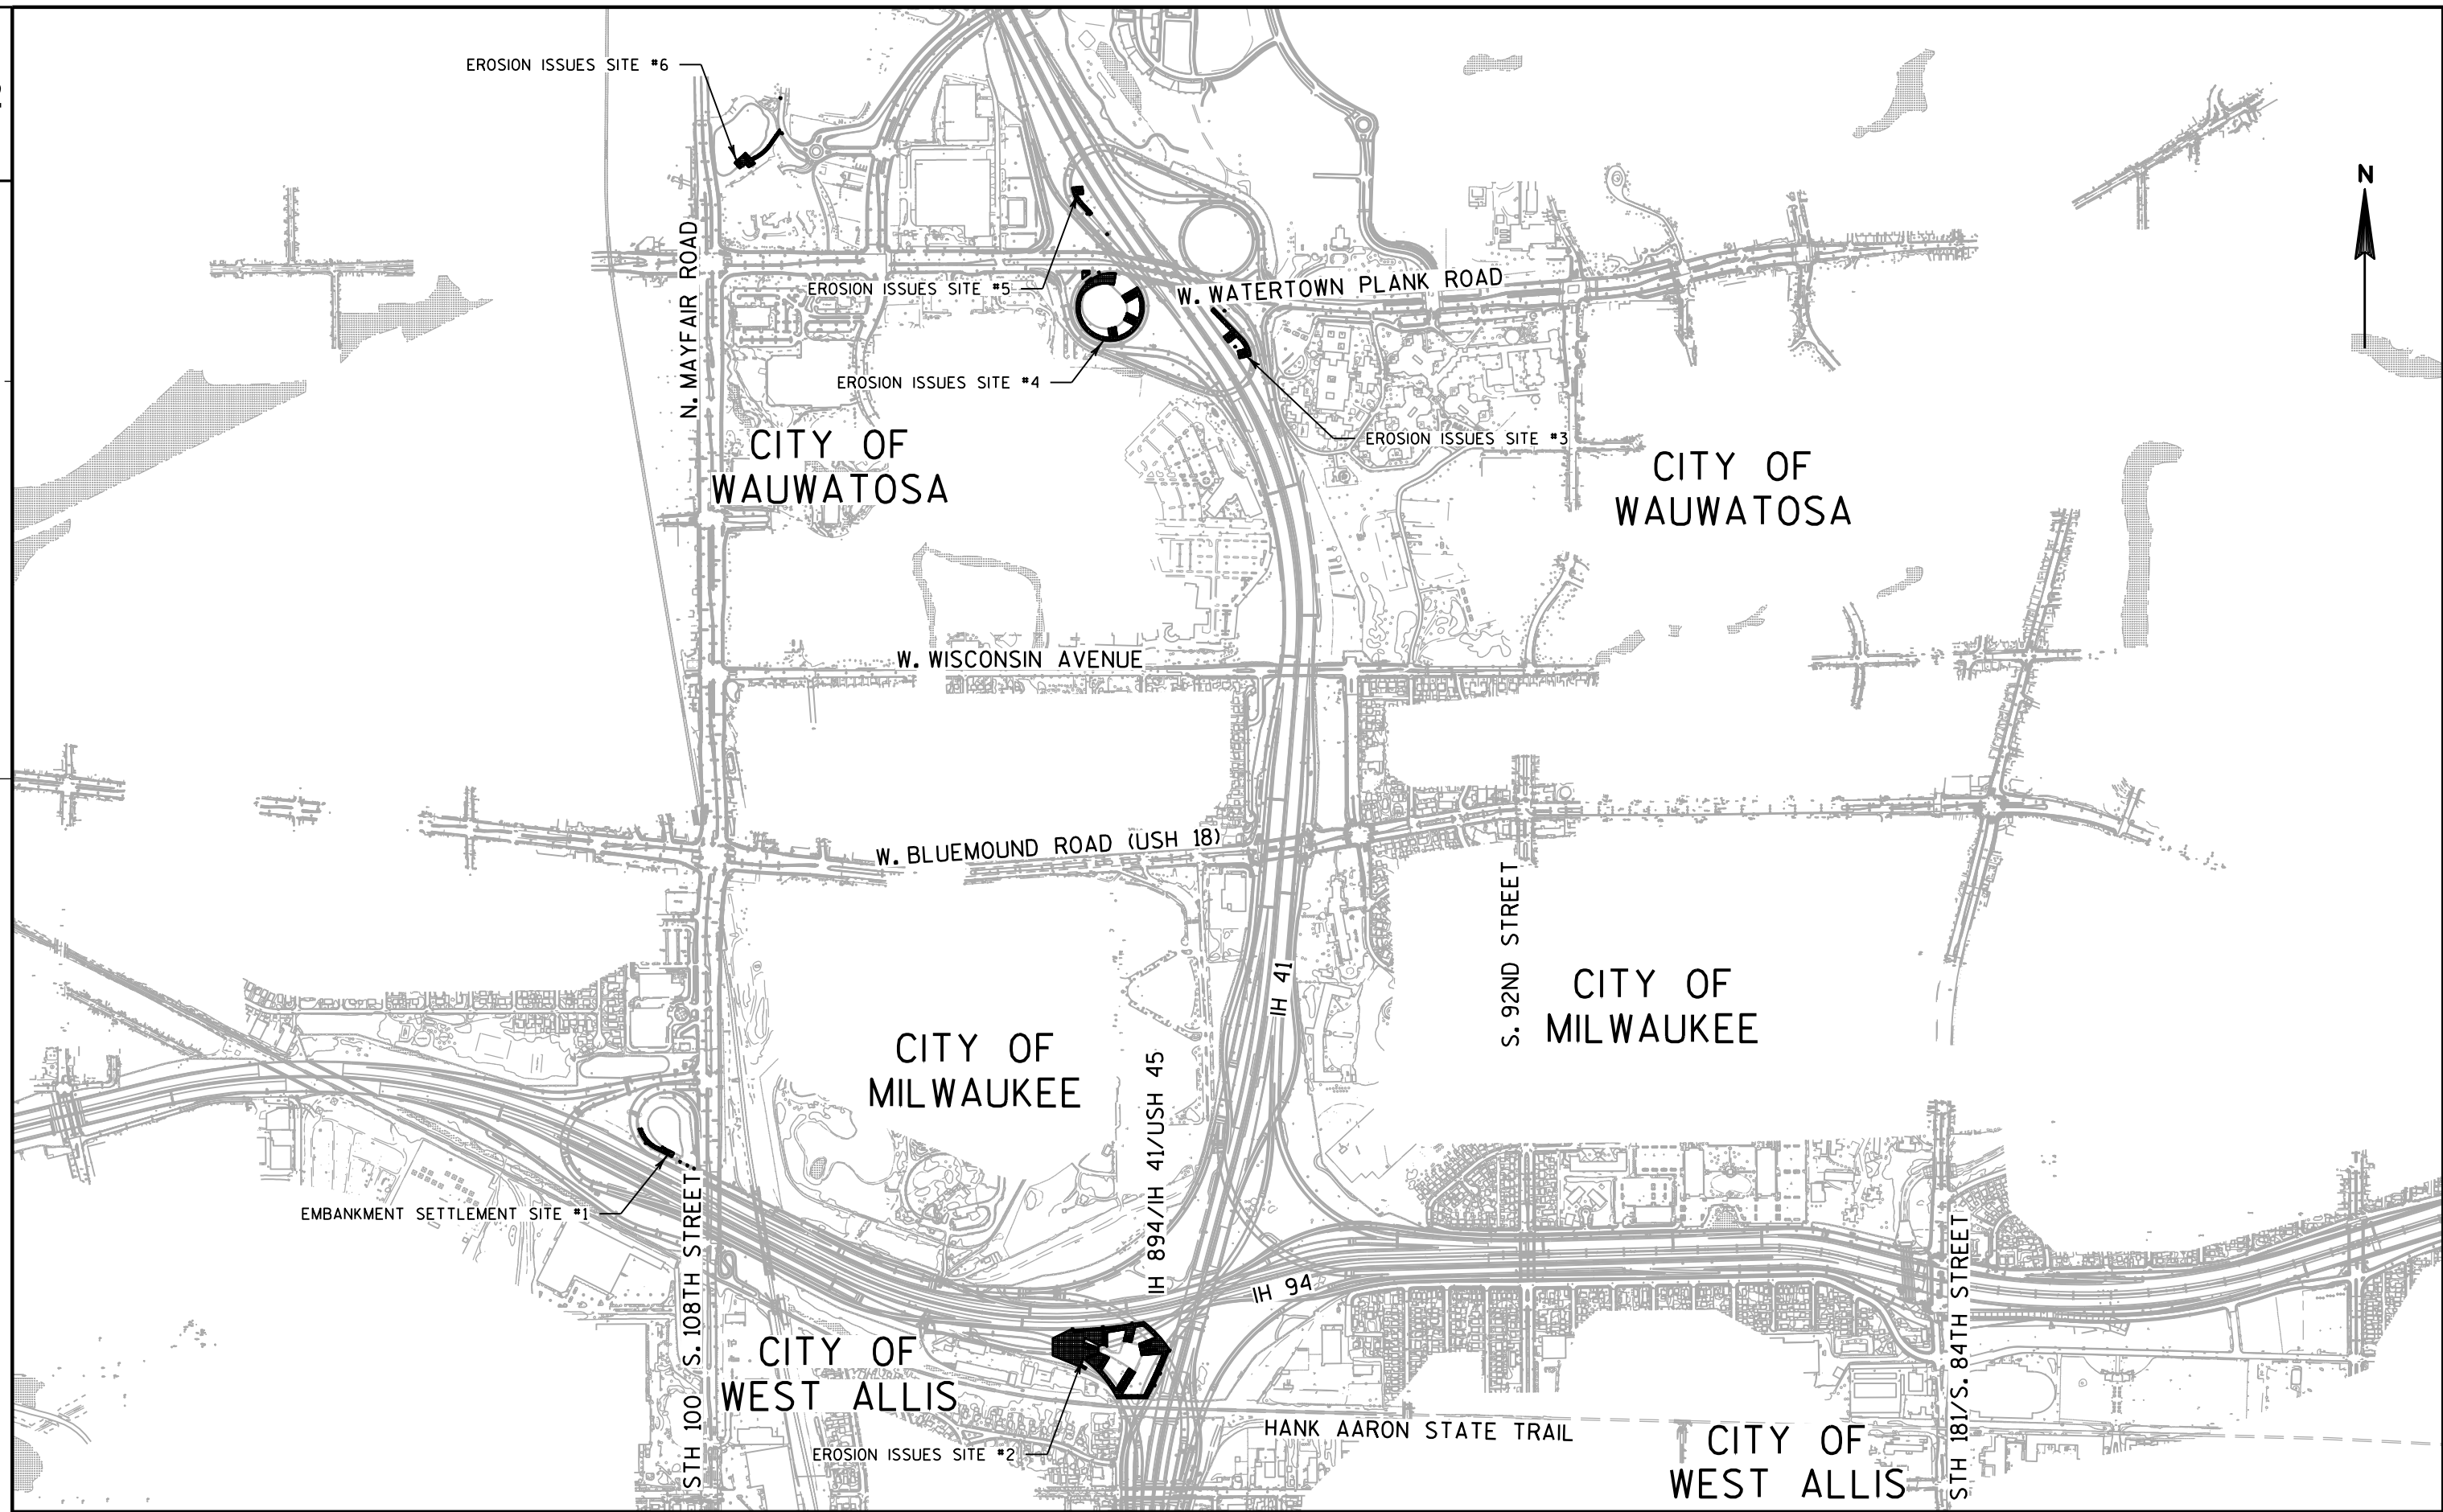 EROSION ISSUES SITE #6
N
N. MAYFAIR ROAD
EROSION ISSUES SITE #5
W. WATERTOWN PLANK ROAD
EROSION ISSUES SITE #4
EROSION ISSUES SITE #3
CITY OF
WAUWATOSA
CITY OF
WAUWATOSA
W. WISCONSIN AVENUE
W. BLUEMOUND ROAD (USH 18)
S. 92ND STREET
IH 41
CITY OF
MILWAUKEE
CITY OF
MILWAUKEE
IH 894/IH 41/USH 45
EMBANKMENT SETTLEMENT SITE #1
STH 100 S. 108TH STREET
IH 94
STH 181/S. 84TH STREET
CITY OF
WEST ALLIS
HANK AARON STATE TRAIL
EROSION ISSUES SITE #2
CITY OF
WEST ALLIS